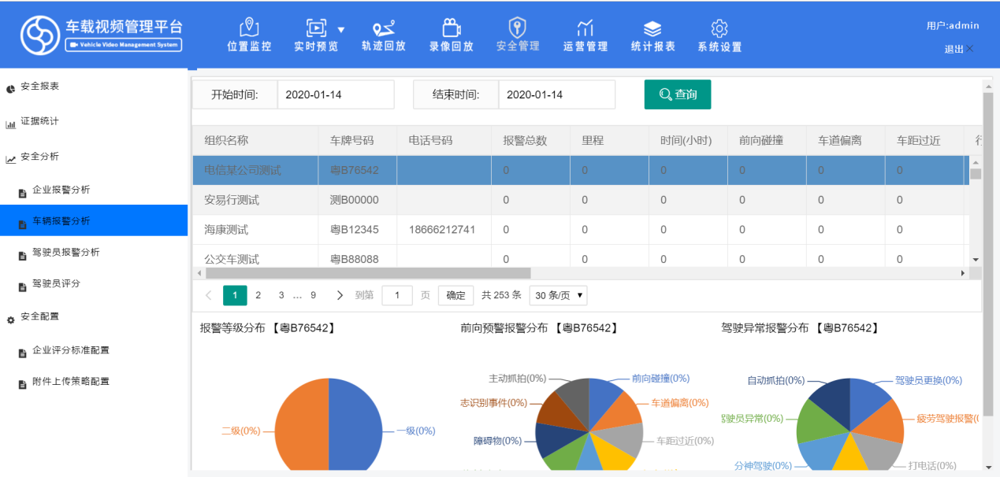 车载视频管理平台
Vehicle Video Management System
位置监控 实时预览 轨迹回放 录像回放 安全管理 运营管理 统计报表 系统设置
用户:admin
退出
安全报表
证据统计
安全分析
企业报警分析
车辆报警分析
驾驶员报警分析
驾驶员评分
安全配置
企业评分标准配置
附件上传策略配置
开始时间: 2020-01-14 结束时间: 2020-01-14 查询
组织名称 车牌号码 电话号码 报警总数 里程 时间(小时) 前向碰撞 车道偏离 车距过近
电信某公司测试 粤B76542 0 0 0 0 0 0
安易行测试 测B00000 0 0 0 0 0 0
海康测试 粤B12345 18666212741 0 0 0 0 0 0
公交车测试 粤B88088 0 0 0 0 0 0
1 2 3 … 9 到第 1 页 确定 共 253 条 30 条/页
报警等级分布 【粤B76542】
二级(0%)
一级(0%)
前向预警报警分布 【粤B76542】
主动抓拍(0%)
前向碰撞(0%)
志识别事件(0%)
车道偏离(0%)
障碍物(0%)
车距过近(0%)
驾驶异常报警分布 【粤B76542】
自动抓拍(0%)
驾驶员更换(0%)
驾驶员异常(0%)
疲劳驾驶报警(
分神驾驶(0%)
打电话(0%)